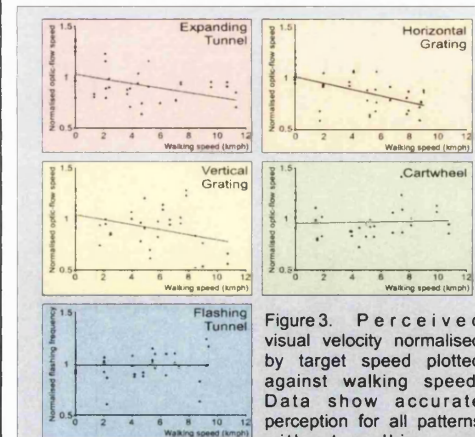 Expanding
Tunnel
Normalised optic-flow speed
1.5
1
0.5
0 2 4 6 8 10 12
Walking speed (kmph)
Horizontal
Grating
Normalised optic-flow speed
1.5
1
0.5
0 2 4 6 8 10 12
Walking speed (kmph)
Vertical
Grating
Normalised optic-flow speed
1.5
1
0.5
0 2 4 6 8 10 12
Walking speed (kmph)
Cartwheel
Normalised optic-flow speed
1.5
1
0.5
0 2 4 6 8 10 12
Walking speed (kmph)
Flashing
Tunnel
Normalised flashing frequency
1.5
1
0.5
0 2 4 6 8 10 12
Walking speed (kmph)
Figure 3. Perceived
visual velocity normalised
by target speed plotted
against walking speed
Data show accurate
perception for all pattern